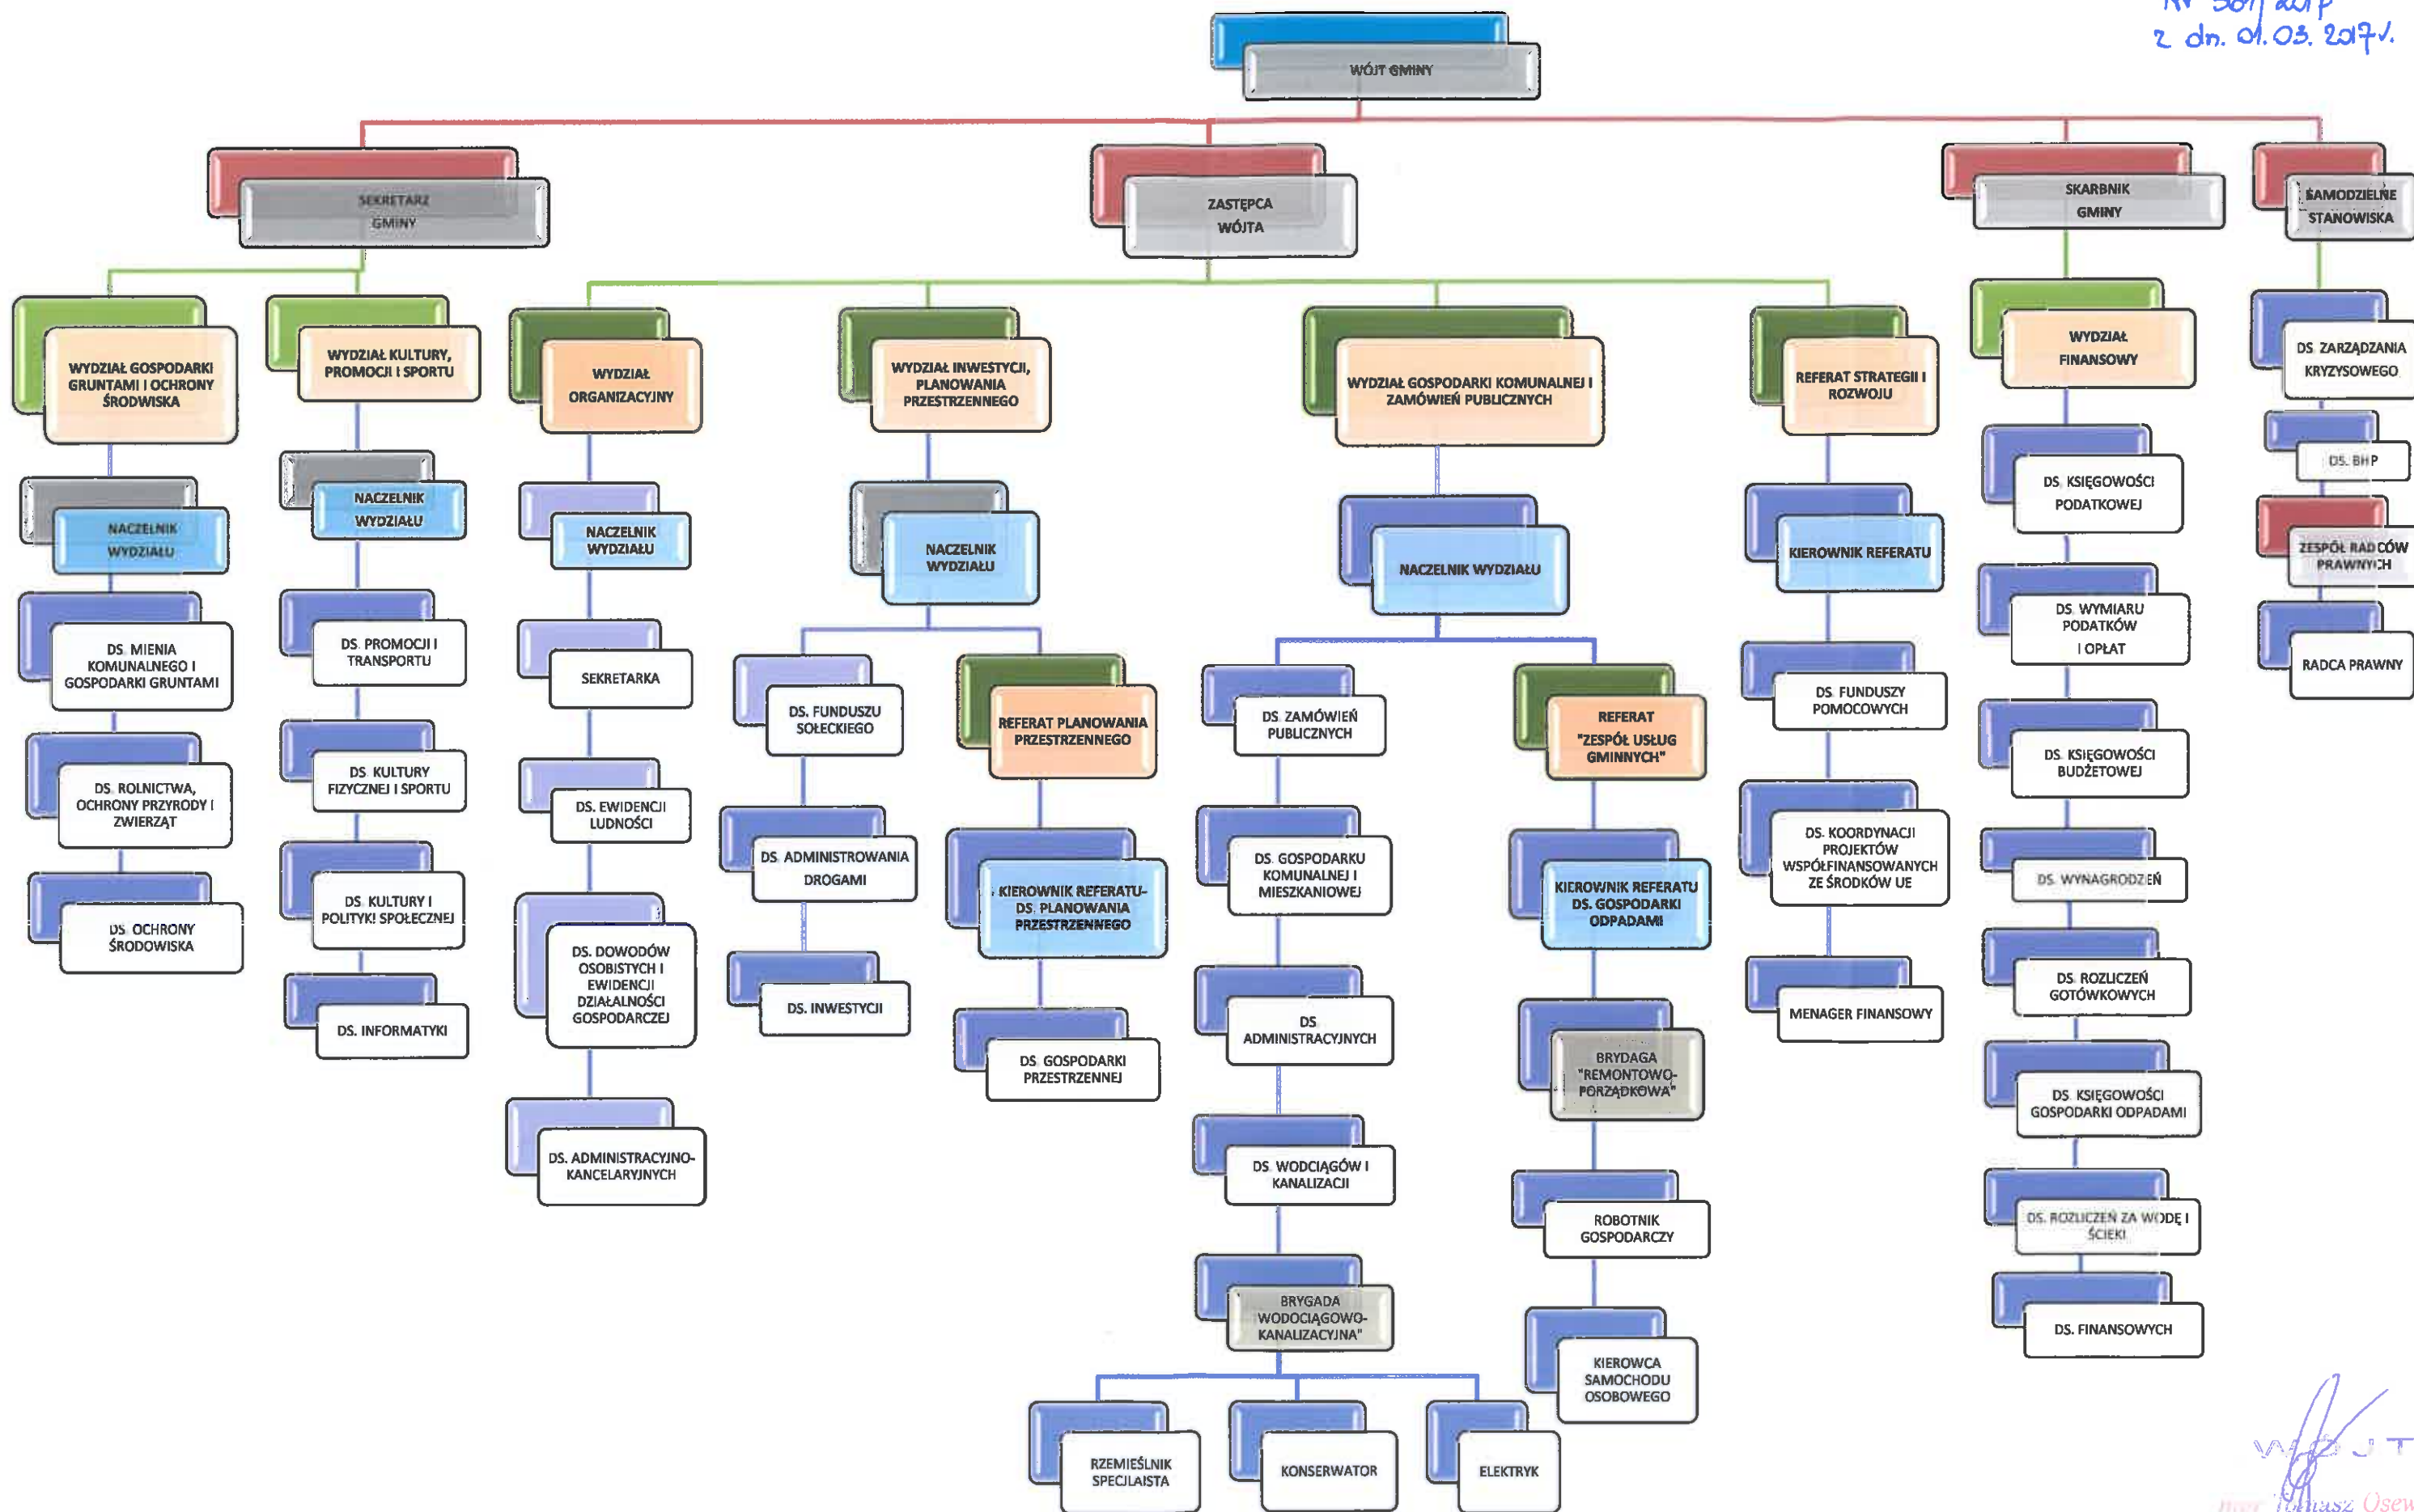 z dn. 01.03.2017r.
WÓJT GMINY
SEKRETARZ
GMINY
ZASTĘPCA
WÓJTA
SKARBNIK
GMINY
SAMODZIELNE
STANOWISKA
WYDZIAŁ GOSPODARKI
GRUNTAMI I OCHRONY
ŚRODWISKA
WYDZIAŁ KULTURY,
PROMOCJI I SPORTU
WYDZIAŁ
ORGANIZACYJNY
WYDZIAŁ INWESTYCJI,
PLANOWANIA
PRZESTRZENNEGO
WYDZIAŁ GOSPODARKI KOMUNALNEJ I
ZAMÓWIEŃ PUBLICZNYCH
REFERAT STRATEGII I
ROZWOJU
WYDZIAŁ
FINANSOWY
DS. ZARZĄDZANIA
KRYZYSOWEGO
DS. BHP
ZESPÓŁ RADCÓW
PRAWNYCH
RADCA PRAWNY
NACZELNIK
WYDZIAŁU
DS. MIENIA
KOMUNALNEGO I
GOSPODARKI GRUNTAMI
DS. ROLNICTWA,
OCHRONY PRZYRODY I
ZWIERZĄT
DS. OCHRONY
ŚRODOWISKA
NACZELNIK
WYDZIAŁU
DS. PROMOCJI I
TRANSPORTU
DS. KULTURY
FIZYCZNEJ I SPORTU
DS. KULTURY I
POLITYKI SPOŁECZNEJ
DS. INFORMATYKI
NACZELNIK
WYDZIAŁU
SEKRETARKA
DS. EWIDENCJI
LUDNOŚCI
DS. DOWODÓW
OSOBISTYCH I
EWIDENCJI
DZIAŁALNOŚCI
GOSPODARCZEJ
DS. ADMINISTRACYJNO-
KANCELARYJNYCH
NACZELNIK
WYDZIAŁU
DS. FUNDUSZU
SOŁECKIEGO
DS. ADMINISTROWANIA
DROGAMI
DS. INWESTYCJI
REFERAT PLANOWANIA
PRZESTRZENNEGO
KIEROWNIK REFERATU-
DS. PLANOWANIA
PRZESTRZENNEGO
DS. GOSPODARKI
PRZESTRZENNEJ
NACZELNIK WYDZIAŁU
DS. ZAMÓWIEŃ
PUBLICZNYCH
DS. GOSPODARKU
KOMUNALNEJ I
MIESZKANIOWEJ
DS.
ADMINISTRACYJNYCH
DS. WODCIĄGÓW I
KANALIZACJI
BRYGADA
WODOCIĄGOWO-
KANALIZACYJNA"
RZEMIEŚLNIK
SPECJLAISTA
KONSERWATOR
ELEKTRYK
REFERAT
"ZESPÓŁ USŁUG
GMINNYCH"
KIEROWNIK REFERATU
DS. GOSPODARKI
ODPADAMI
BRYDAGA
"REMONTOWO-
PORZĄDKOWA"
ROBOTNIK
GOSPODARCZY
KIEROWCA
SAMOCHODU
OSOBOWEGO
KIEROWNIK REFERATU
DS. FUNDUSZY
POMOCOWYCH
DS. KOORDYNACJI
PROJEKTÓW
WSPÓŁFINANSOWANYCH
ZE ŚRODKÓW UE
MENAGER FINANSOWY
DS. KSIĘGOWOŚCI
PODATKOWEJ
DS. WYMIARU
PODATKÓW
I OPŁAT
DS. KSIĘGOWOŚCI
BUDŻETOWEJ
DS. WYNAGRODZEŃ
DS. ROZLICZEŃ
GOTÓWKOWYCH
DS. KSIĘGOWOŚCI
GOSPODARKI ODPADAMI
DS. ROZLICZEŃ ZA WODĘ I
ŚCIEKI
DS. FINANSOWYCH
WÓJT
mgr Tomasz